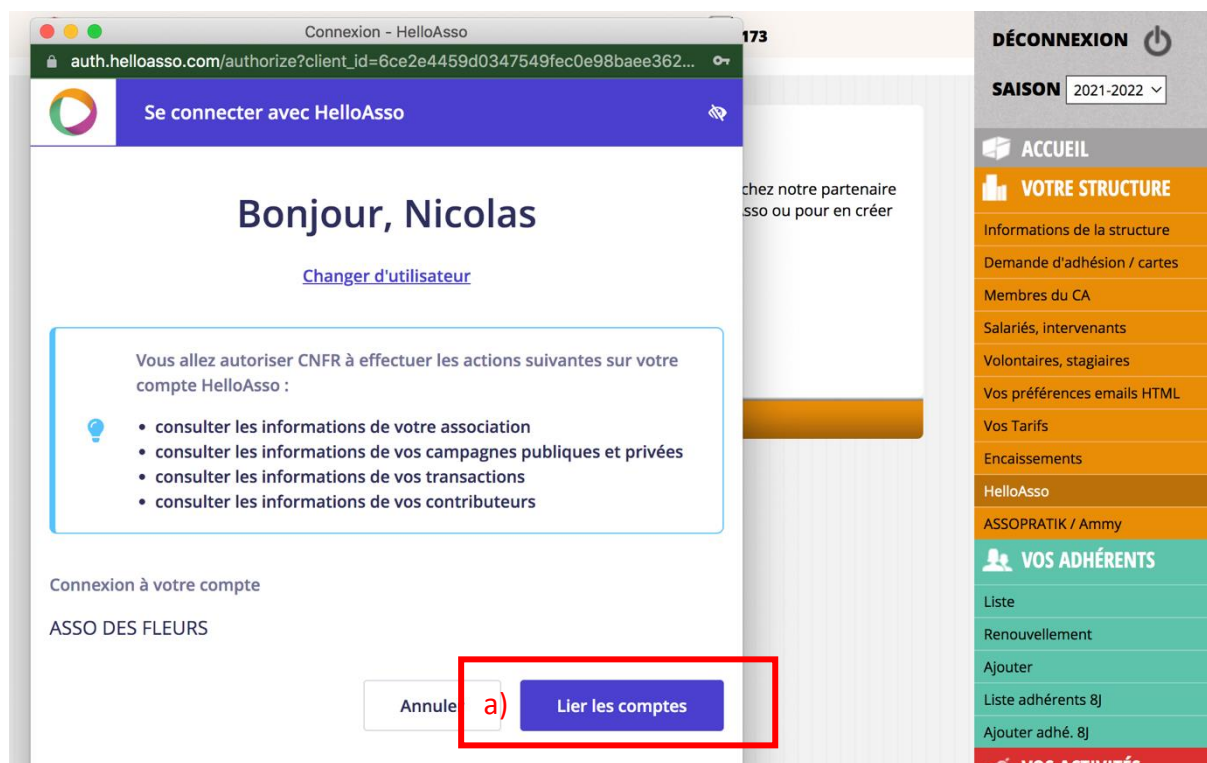 Connexion - HelloAsso
auth.helloasso.com/authorize?client_id=6ce2e4459d0347549fec0e98baee362...
Se connecter avec HelloAsso
Bonjour, Nicolas
Changer d'utilisateur
Vous allez autoriser CNFR à effectuer les actions suivantes sur votre
compte HelloAsso :
• consulter les informations de votre association
• consulter les informations de vos campagnes publiques et privées
• consulter les informations de vos transactions
• consulter les informations de vos contributeurs
Connexion à votre compte
ASSO DES FLEURS
Annule
a)
Lier les comptes
173
chez notre partenaire
sso ou pour en créer
DÉCONNEXION
SAISON 2021-2022
ACCUEIL
VOTRE STRUCTURE
Informations de la structure
Demande d'adhésion / cartes
Membres du CA
Salariés, intervenants
Volontaires, stagiaires
Vos préférences emails HTML
Vos Tarifs
Encaissements
HelloAsso
ASSOPRATIK / Ammy
VOS ADHÉRENTS
Liste
Renouvellement
Ajouter
Liste adhérents 8J
Ajouter adhé. 8J
VOS ACTIVITÉS